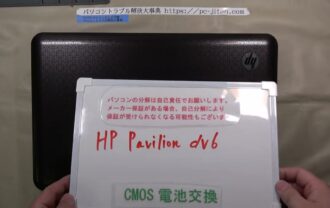 パソコントラブル解決大事典 https://pc-jiten.com
hp
パソコンの分解は自己責任でお願いします。
メーカー保証がある場合、自己分解により
保証が受けられなくなる可能性もございます。
HP Pavilion dv6
CMOS 電池交換